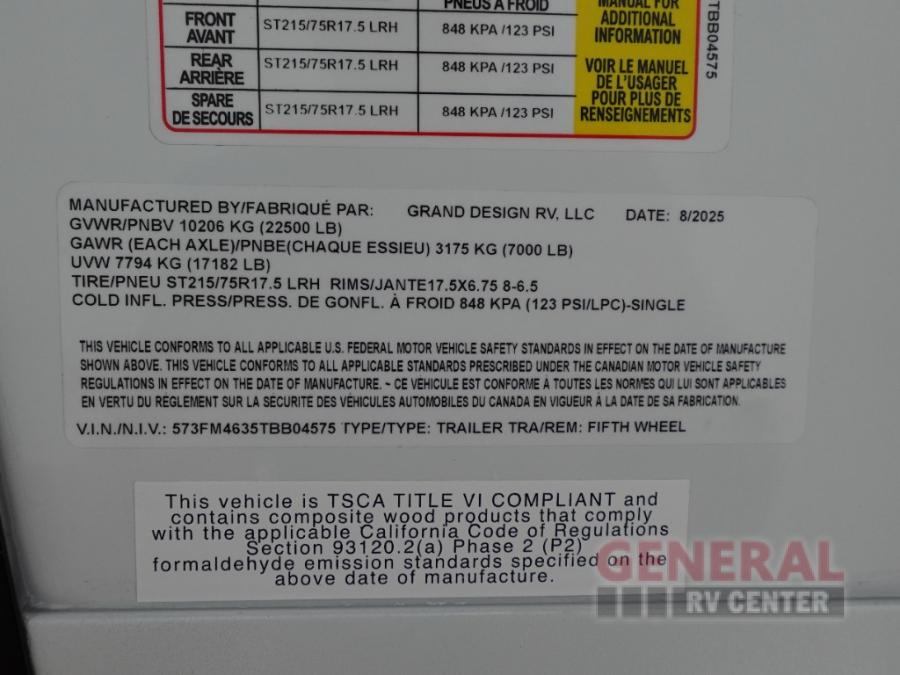 PNEUS À FROID
MANUAL FOR
ADDITIONAL
INFORMATION
FRONT
AVANT
ST215/75R17.5 LRH
848 KPA /123 PSI
REAR
ARRIÈRE
ST215/75R17.5 LRH
848 KPA /123 PSI
VOIR LE MANUEL
DE L'USAGER
POUR PLUS DE
RENSEIGNEMENTS
SPARE
DE SECOURS
ST215/75R17.5 LRH
848 KPA /123 PSI
TBB04575
MANUFACTURED BY/FABRIQUÉ PAR: GRAND DESIGN RV, LLC DATE: 8/2025
GVWR/PNBV 10206 KG (22500 LB)
GAWR (EACH AXLE)/PNBE(CHAQUE ESSIEU) 3175 KG (7000 LB)
UVW 7794 KG (17182 LB)
TIRE/PNEU ST215/75R17.5 LRH RIMS/JANTE17.5X6.75 8-6.5
COLD INFL. PRESS/PRESS. DE GONFL. À FROID 848 KPA (123 PSI/LPC)-SINGLE
THIS VEHICLE CONFORMS TO ALL APPLICABLE U.S. FEDERAL MOTOR VEHICLE SAFETY STANDARDS IN EFFECT ON THE DATE OF MANUFACTURE
SHOWN ABOVE. THIS VEHICLE CONFORMS TO ALL APPLICABLE STANDARDS PRESCRIBED UNDER THE CANADIAN MOTOR VEHICLE SAFETY
REGULATIONS IN EFFECT ON THE DATE OF MANUFACTURE. ~ CE VÉHICULE EST CONFORME À TOUTES LES NORMES QUI LUI SONT APPLICABLES
EN VERTU DU RÈGLEMENT SUR LA SECURITE DES VÉHICULES AUTOMOBILES DU CANADA EN VIGUEUR À LA DATE DE SA FABRICATION.
V.I.N./N.I.V.: 573FM4635TBB04575 TYPE/TYPE: TRAILER TRA/REM: FIFTH WHEEL
This vehicle is TSCA TITLE VI COMPLIANT and
contains composite wood products that comply
with the applicable California Code of Regulations
Section 93120.2(a) Phase 2 (P2)
formaldehyde emission standards specified on the
above date of manufacture.
GENERAL
RV CENTER